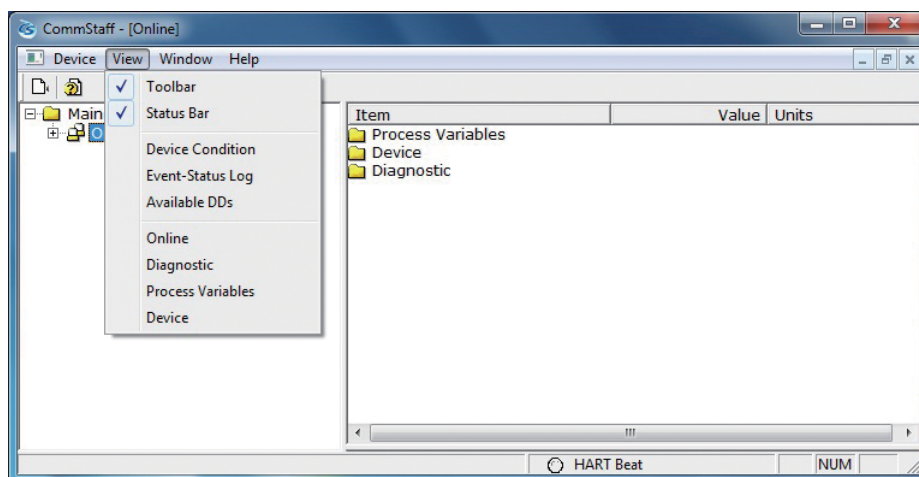 CommStaff - [Online]
Device View Window Help
Toolbar
Status Bar
Device Condition
Event-Status Log
Available DDs
Online
Diagnostic
Process Variables
Device
Main
O
Item Value Units
Process Variables
Device
Diagnostic
HART Beat NUM